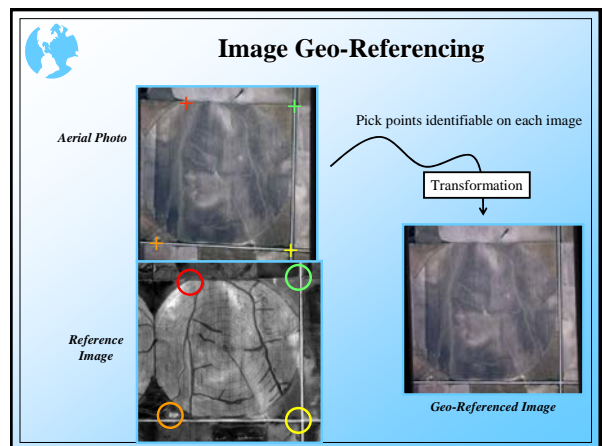 Image Geo-Referencing
Aerial Photo
Pick points identifiable on each image
Transformation
Reference
Image
Geo-Referenced Image